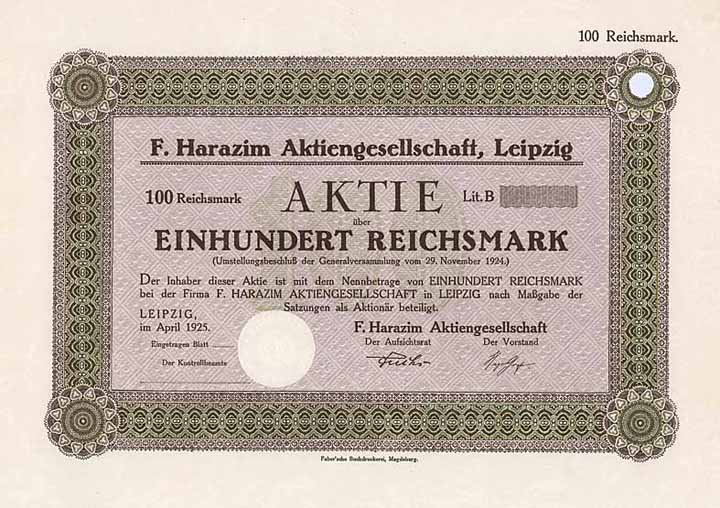 100 Reichsmark.
F. Harazim Aktiengesellschaft, Leipzig
100 Reichsmark AKTIE Lit. B
über
EINHUNDERT REICHSMARK
(Umstellungsbeschluß der Generalversammlung vom 29. November 1924.)
Der Inhaber dieser Aktie ist mit dem Nennbetrage von EINHUNDERT REICHSMARK
bei der Firma F. HARAZIM AKTIENGESELLSCHAFT in LEIPZIG nach Maßgabe der
Satzungen als Aktionär beteiligt.
LEIPZIG,
im April 1925.
F. Harazim Aktiengesellschaft
Der Aufsichtsrat Der Vorstand
Eingetragen Blatt
Der Kontrollbeamte
Faber'sche Buchdruckerei, Magdeburg.